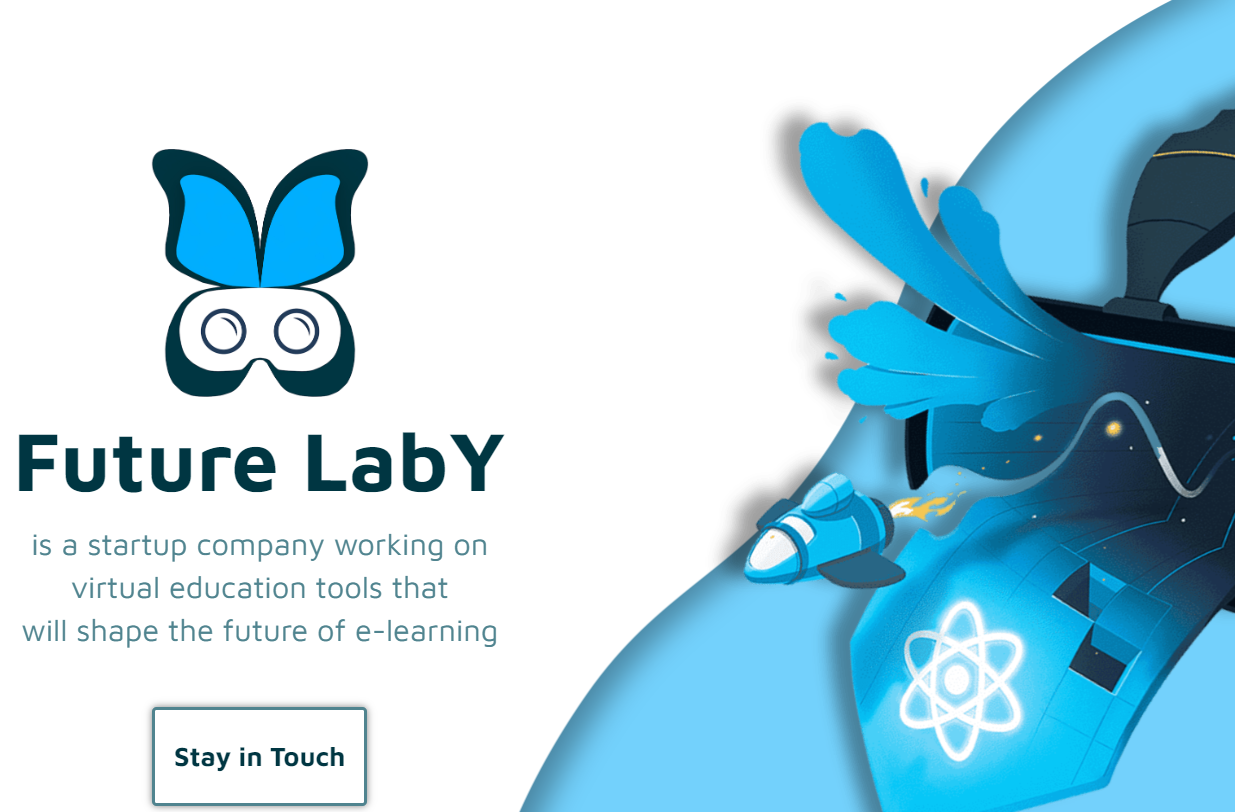 Future LabY
is a startup company working on
virtual education tools that
will shape the future of e-learning
Stay in Touch